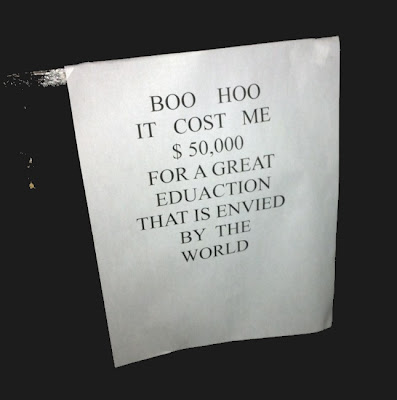 BOO HOO
IT COST ME
$ 50,000
FOR A GREAT
EDUACTION
THAT IS ENVIED
BY THE
WORLD